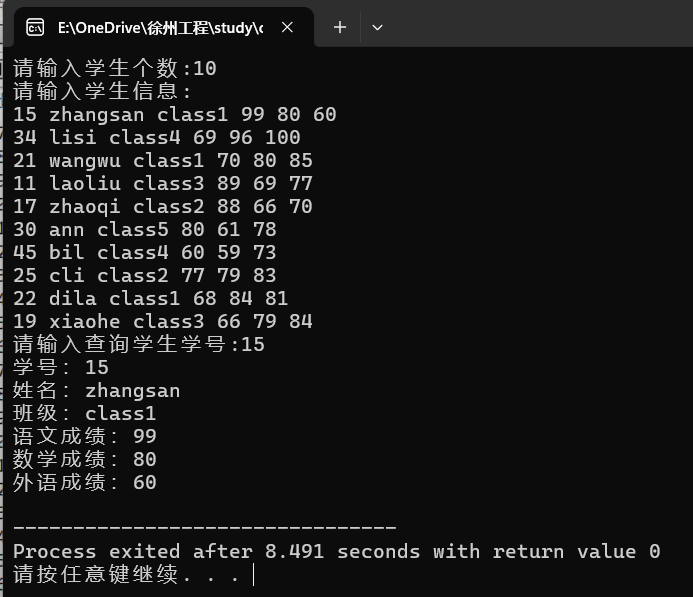 E:\OneDrive\徐州工程\study\c
请输入学生个数:10
请输入学生信息:
15 zhangsan class1 99 80 60
34 lisi class4 69 96 100
21 wangwu class1 70 80 85
11 laoliu class3 89 69 77
17 zhaoqi class2 88 66 70
30 ann class5 80 61 78
45 bil class4 60 59 73
25 cli class2 77 79 83
22 dila class1 68 84 81
19 xiaohe class3 66 79 84
请输入查询学生学号:15
学号: 15
姓名: zhangsan
班级: class1
语文成绩: 99
数学成绩: 80
外语成绩: 60
--------------------------------
Process exited after 8.491 seconds with return value 0
请按任意键继续. . .